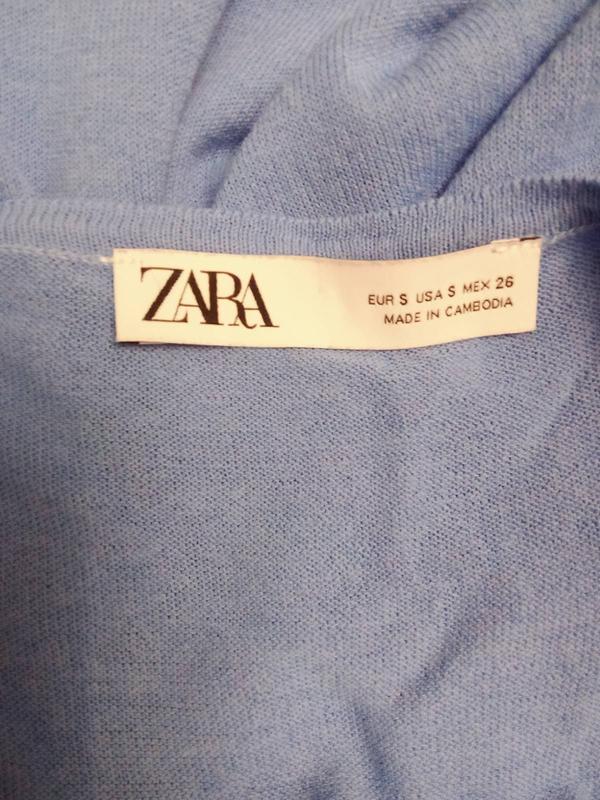 ZARA
EUR S USA S MEX 26
MADE IN CAMBODIA